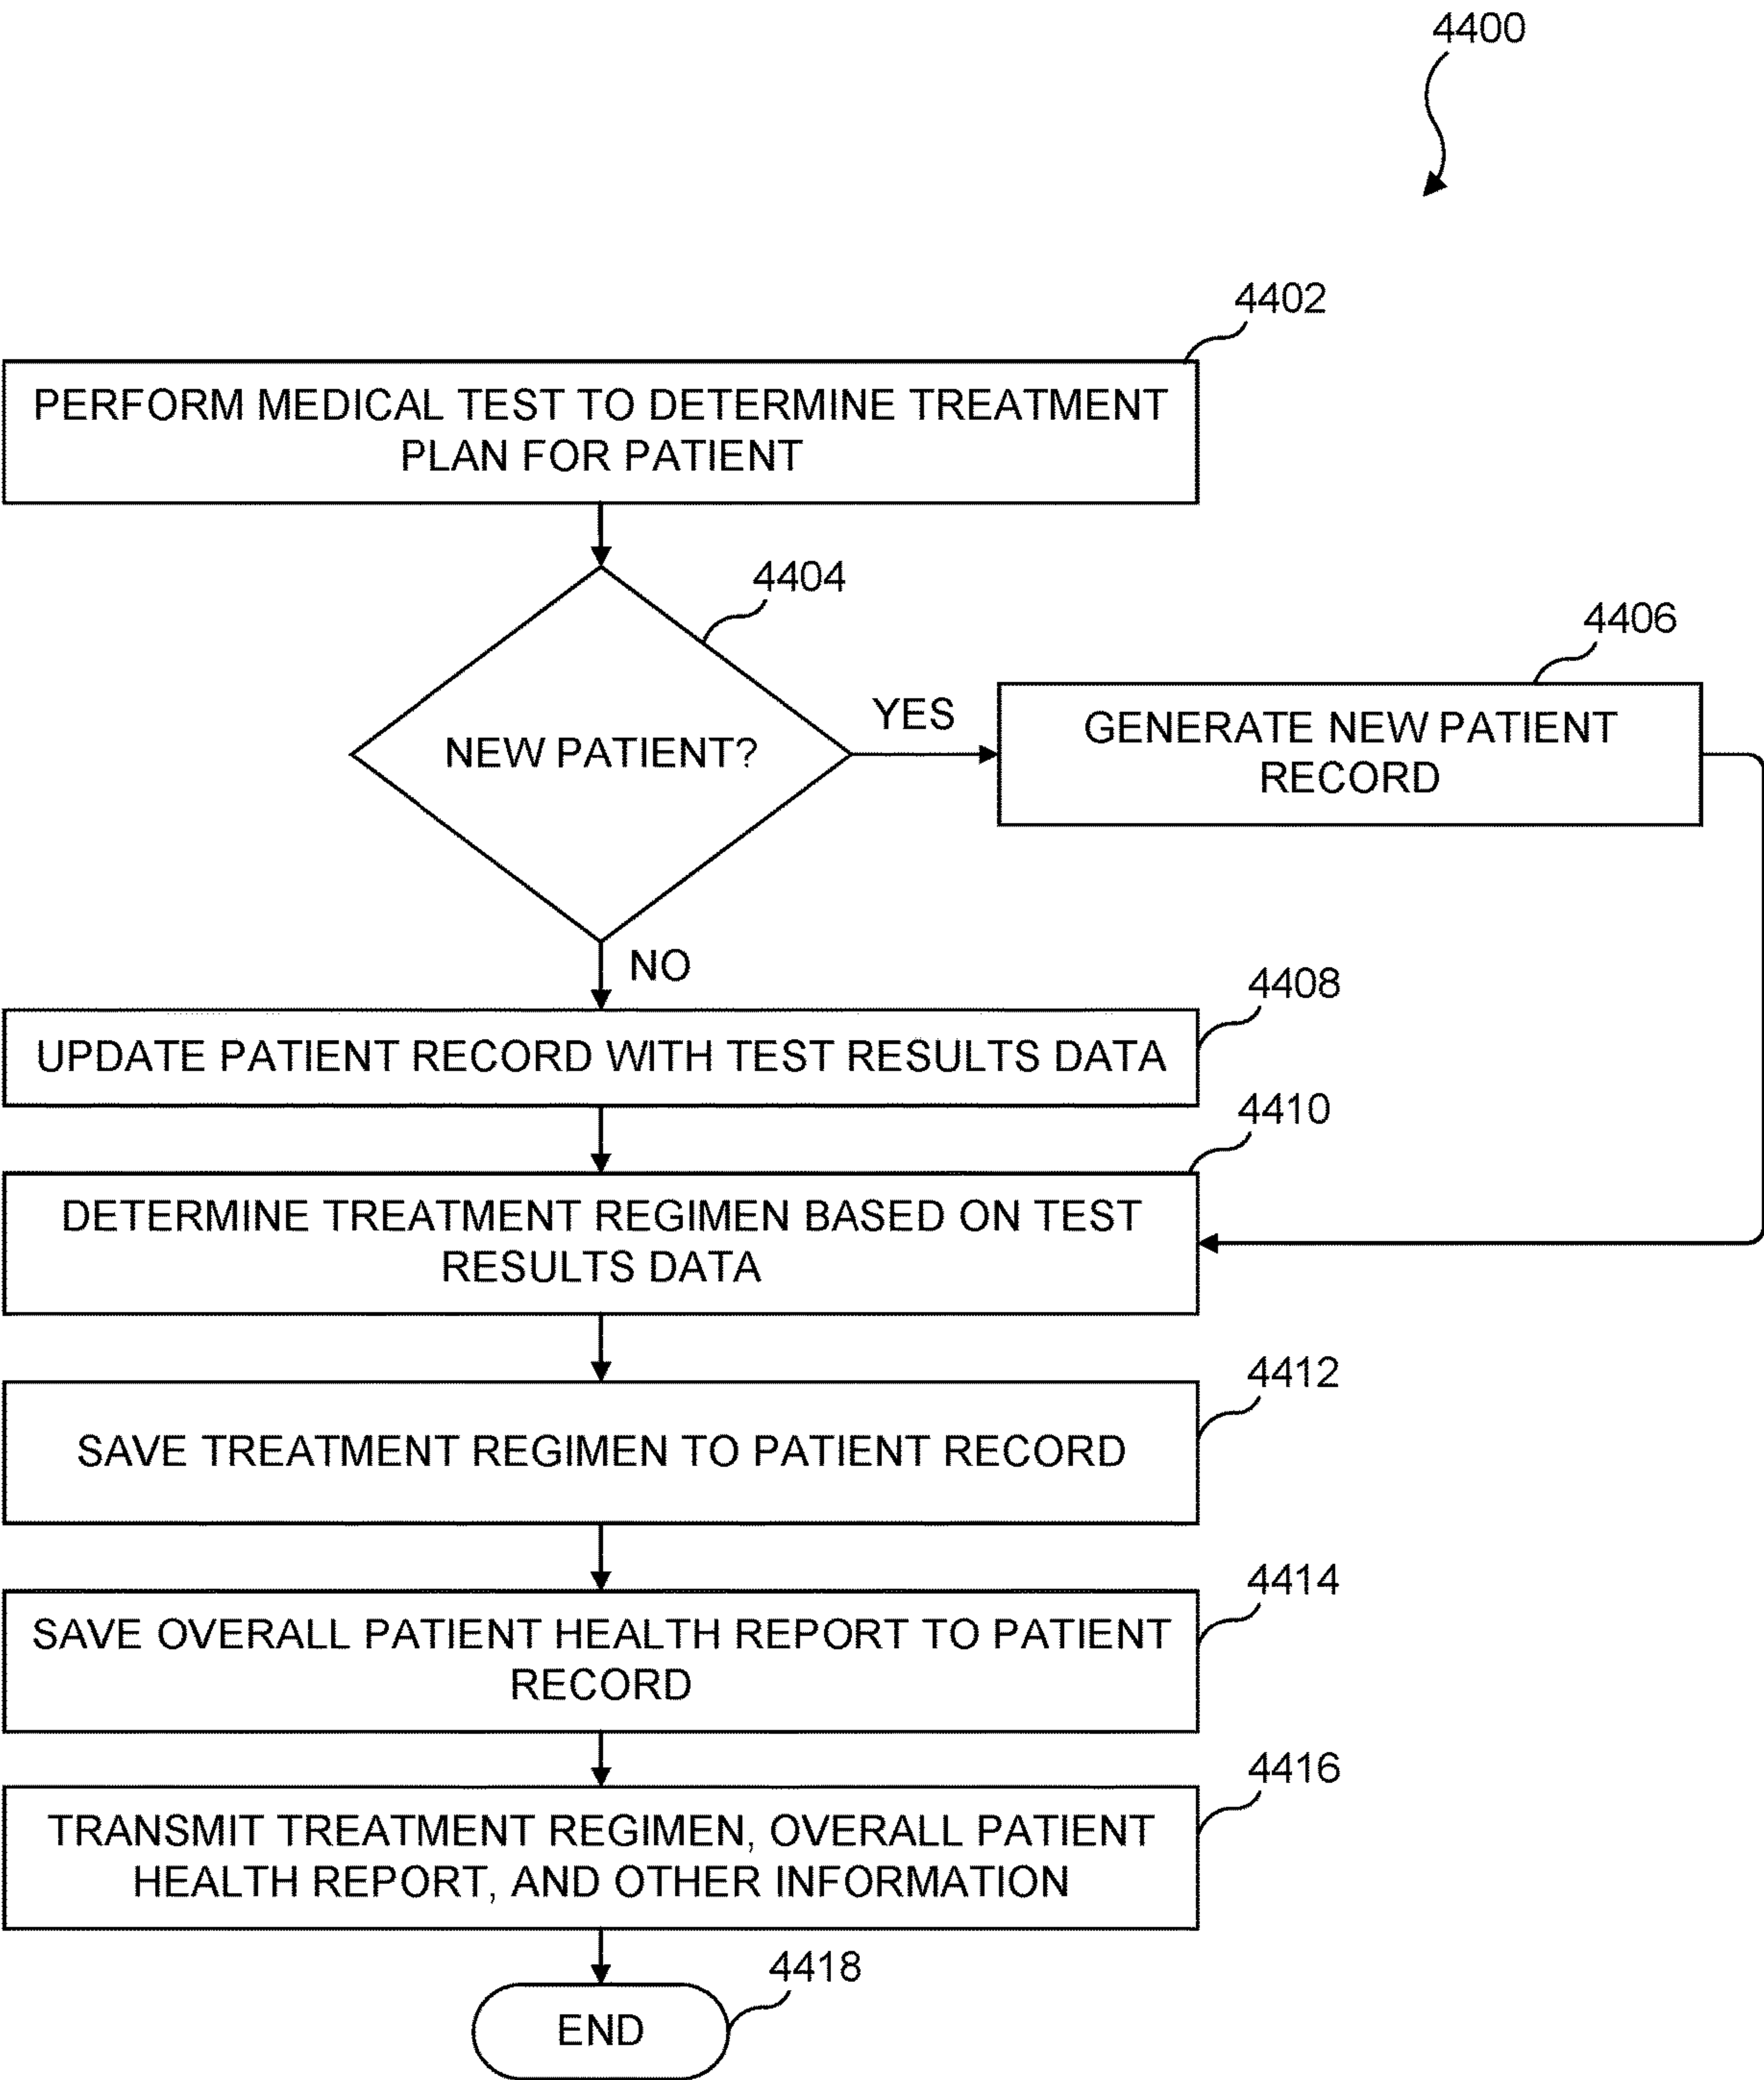 4400
4402
PERFORM MEDICAL TEST TO DETERMINE TREATMENT
PLAN FOR PATIENT
4404
NEW PATIENT?
YES
4406
GENERATE NEW PATIENT
RECORD
NO
4408
UPDATE PATIENT RECORD WITH TEST RESULTS DATA
4410
DETERMINE TREATMENT REGIMEN BASED ON TEST
RESULTS DATA
4412
SAVE TREATMENT REGIMEN TO PATIENT RECORD
4414
SAVE OVERALL PATIENT HEALTH REPORT TO PATIENT
RECORD
4416
TRANSMIT TREATMENT REGIMEN, OVERALL PATIENT
HEALTH REPORT, AND OTHER INFORMATION
4418
END